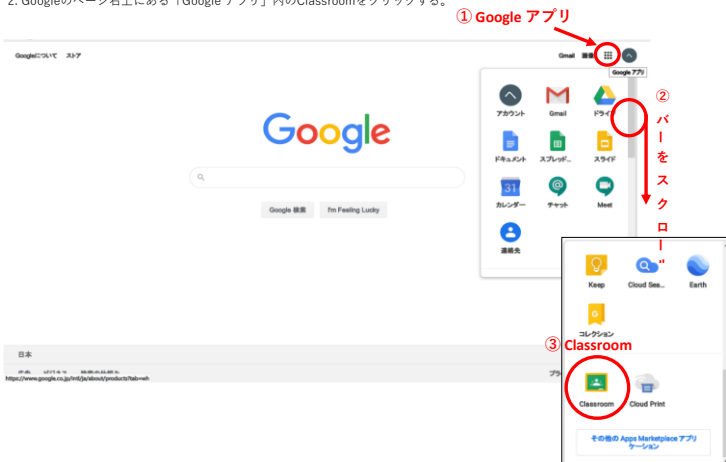 2. Googleのページ右上にある「Google アプリ」内のClassroomをクリックする。
① Google アプリ
Googleについて ストア
Gmail 画像
Google アプリ
アカウント Gmail ドライブ
ドキュメント スプレッド... スライド
31
カレンダー チャット Meet
連絡先
② バーをスクロー
Google
Google 検索 I'm Feeling Lucky
Keep Cloud Sea... Earth
コレクション
③ Classroom
Classroom Cloud Print
その他の Apps Marketplace アプリ
ケーション
日本
https://www.google.co.jp/intl/ja/about/products?tab=wh